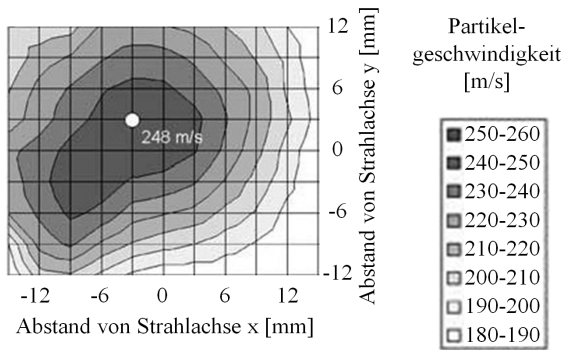 12
6
0
-6
-12
Abstand von Strahlachse y [mm]
248 m/s
-12 -6 0 6 12
Abstand von Strahlachse x [mm]
Partikel-
geschwindigkeit
[m/s]
250-260
240-250
230-240
220-230
210-220
200-210
190-200
180-190